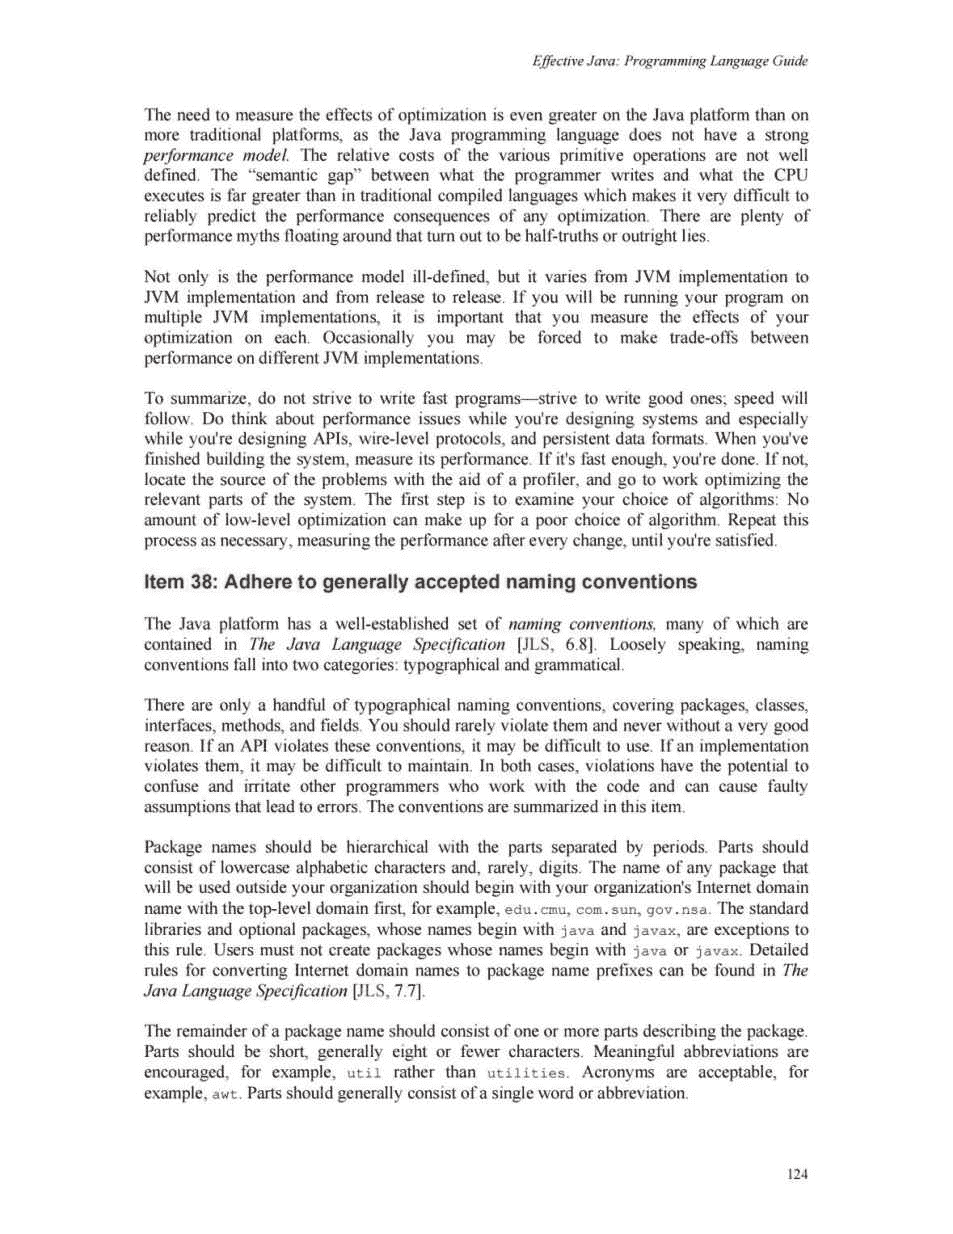 Effective Java: Programming Language Guide
The need to measure the effects of optimization is even greater on the Java platform than on
more traditional platforms, as the Java programming language does not have a strong
performance model. The relative costs of the various primitive operations are not well
defined. The “semantic gap” between what the programmer writes and what the CPU
executes is far greater than in traditional compiled languages which makes it very difficult to
reliably predict the performance consequences of any optimization. There are plenty of
performance myths floating around that turn out to be half-truths or outright lies.
Not only is the performance model ill-defined, but it varies from JVM implementation to
JVM implementation and from release to release. If you will be running your program on
multiple JVM implementations, it is important that you measure the effects of your
optimization on each. Occasionally you may be forced to make trade-offs between
performance on different JVM implementations.
To summarize, do not strive to write fast programs—strive to write good ones; speed will
follow. Do think about performance issues while you're designing systems and especially
while you're designing APIs, wire-level protocols, and persistent data formats. When you've
finished building the system, measure its performance. If it's fast enough, you're done. If not,
locate the source of the problems with the aid of a profiler, and go to work optimizing the
relevant parts of the system. The first step is to examine your choice of algorithms: No
amount of low-level optimization can make up for a poor choice of algorithm. Repeat this
process as necessary, measuring the performance after every change, until you're satisfied.
Item 38: Adhere to generally accepted naming conventions
The Java platform has a well-established set of naming conventions, many of which are
contained in The Java Language Specification [JLS, 6.8]. Loosely speaking, naming
conventions fall into two categories: typographical and grammatical.
There are only a handful of typographical naming conventions, covering packages, classes,
interfaces, methods, and fields. You should rarely violate them and never without a very good
reason. If an API violates these conventions, it may be difficult to use. If an implementation
violates them, it may be difficult to maintain. In both cases, violations have the potential to
confuse and irritate other programmers who work with the code and can cause faulty
assumptions that lead to errors. The conventions are summarized in this item.
Package names should be hierarchical with the parts separated by periods. Parts should
consist of lowercase alphabetic characters and, rarely, digits. The name of any package that
will be used outside your organization should begin with your organization's Internet domain
name with the top-level domain first, for example, edu.cmu, com.sun, gov.nsa. The standard
libraries and optional packages, whose names begin with java and javax, are exceptions to
this rule. Users must not create packages whose names begin with java or javax. Detailed
rules for converting Internet domain names to package name prefixes can be found in The
Java Language Specification [JLS, 7.7].
The remainder of a package name should consist of one or more parts describing the package.
Parts should be short, generally eight or fewer characters. Meaningful abbreviations are
encouraged, for example, util rather than utilities. Acronyms are acceptable, for
example, awt. Parts should generally consist of a single word or abbreviation.
124